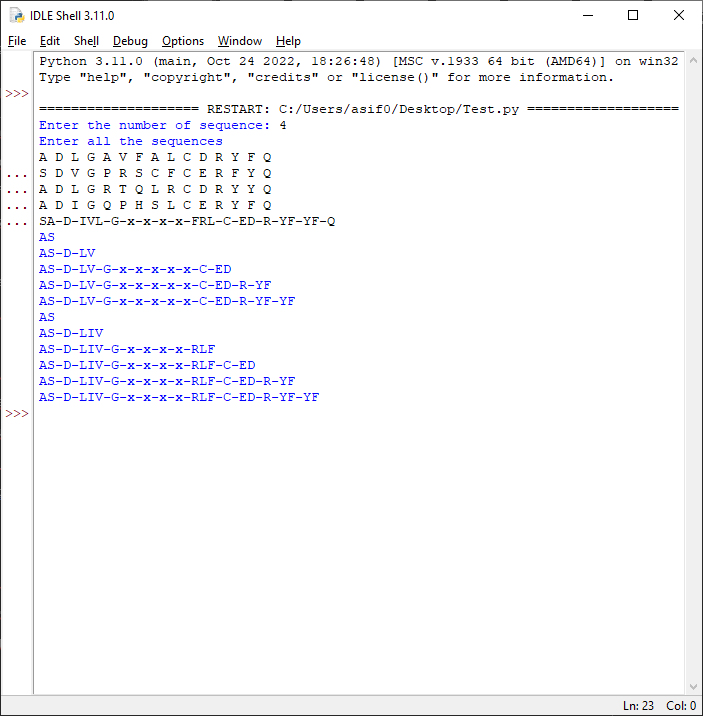 IDLE Shell 3.11.0
File Edit Shell Debug Options Window Help
Python 3.11.0 (main, Oct 24 2022, 18:26:48) [MSC v.1933 64 bit (AMD64)] on win32
Type "help", "copyright", "credits" or "license()" for more information.
>>>
==================== RESTART: C:/Users/asif0/Desktop/Test.py ===================
Enter the number of sequence: 4
Enter all the sequences
A D L G A V F A L C D R Y F Q
... S D V G P R S C F C E R F Y Q
... A D L G R T Q L R C D R Y Y Q
... A D I G Q P H S L C E R Y F Q
... SA-D-IVL-G-x-x-x-x-FRL-C-ED-R-YF-YF-Q
AS
AS-D-LV
AS-D-LV-G-x-x-x-x-x-C-ED
AS-D-LV-G-x-x-x-x-x-C-ED-R-YF
AS-D-LV-G-x-x-x-x-x-C-ED-R-YF-YF
AS
AS-D-LIV
AS-D-LIV-G-x-x-x-x-RLF
AS-D-LIV-G-x-x-x-x-RLF-C-ED
AS-D-LIV-G-x-x-x-x-RLF-C-ED-R-YF
AS-D-LIV-G-x-x-x-x-RLF-C-ED-R-YF-YF
>>>
Ln: 23 Col: 0